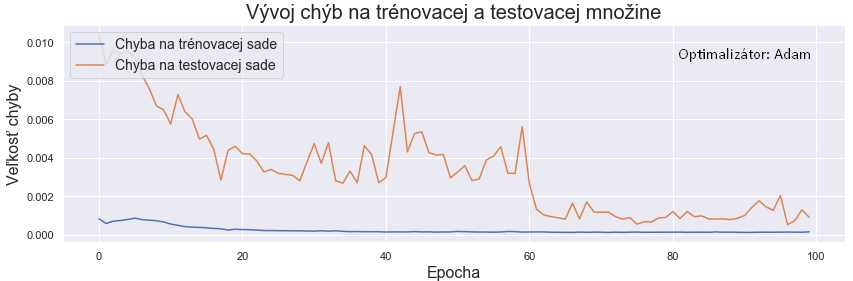 Vývoj chýb na trénovacej a testovacej množine
Chyba na trénovacej sade
Chyba na testovacej sade
Optimalizátor: Adam
Veľkosť chyby
0.010
0.008
0.006
0.004
0.002
0.000
0 20 40 60 80 100
Epocha